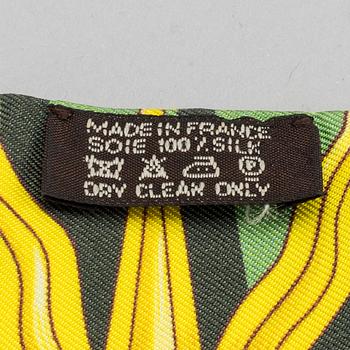 MADE IN FRANCE
SOIE 100% SILK
P
DRY CLEAN ONLY